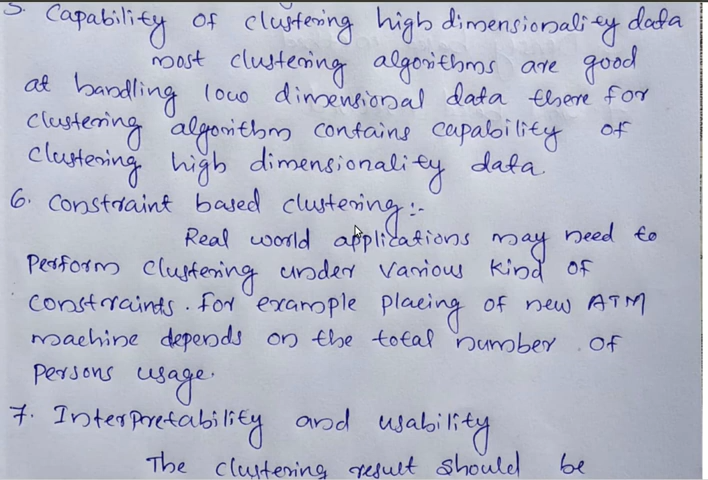 5. Capability of clustering high dimensionality data
most clustering algorithms are good
at handling low dimensional data there for
clustering algorithm contains capability of
clustering high dimensionality data.
6. Constraint based clustering :-
Real world applications may need to
Perform clustering under various kind of
constraints. for example placing of new ATM
machine depends on the total number of
persons usage.
7. Interpretability and usability
The clustering result should be